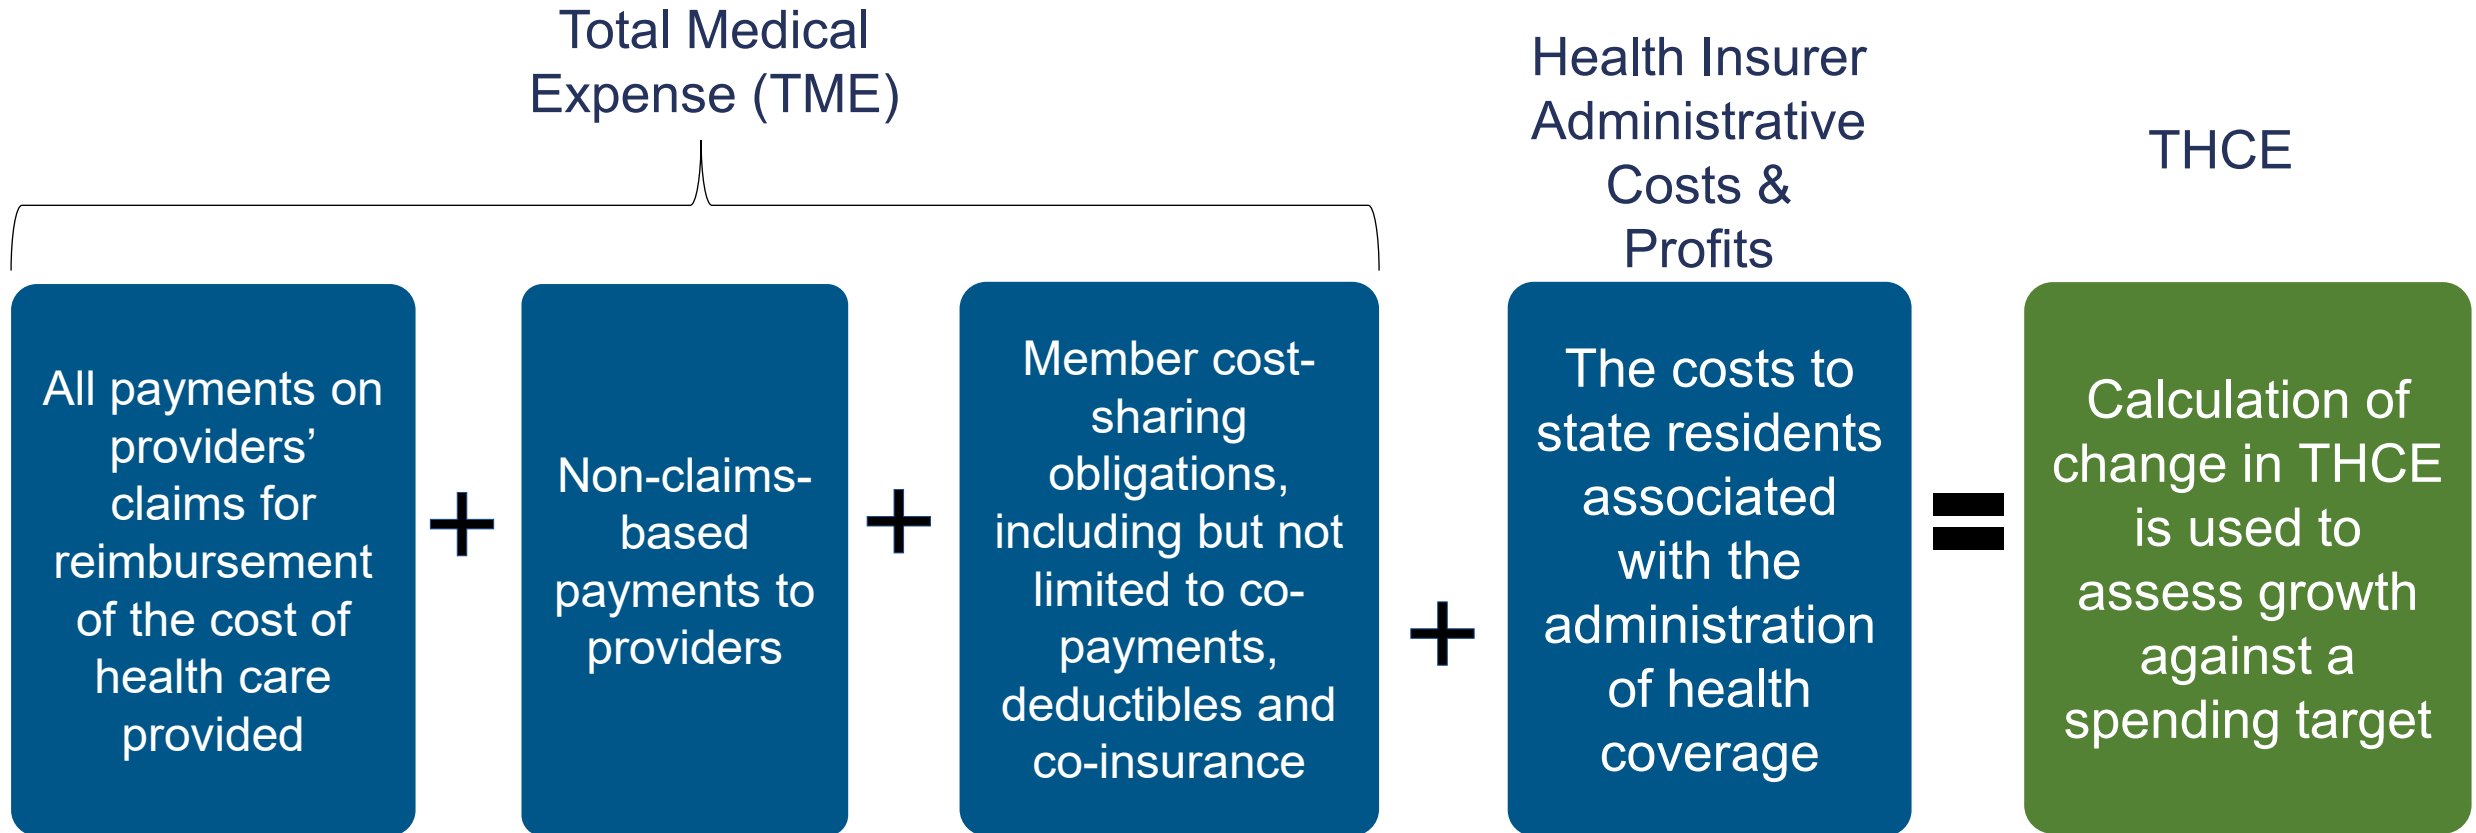 Total Medical
Expense (TME)
Health Insurer
Administrative
Costs &
Profits
THCE
All payments on
providers’
claims for
reimbursement
of the cost of
health care
provided
+
Non-claims-
based
payments to
providers
+
Member cost-
sharing
obligations,
including but not
limited to co-
payments,
deductibles and
co-insurance
+
The costs to
state residents
associated
with the
administration
of health
coverage
=
Calculation of
change in THCE
is used to
assess growth
against a
spending target